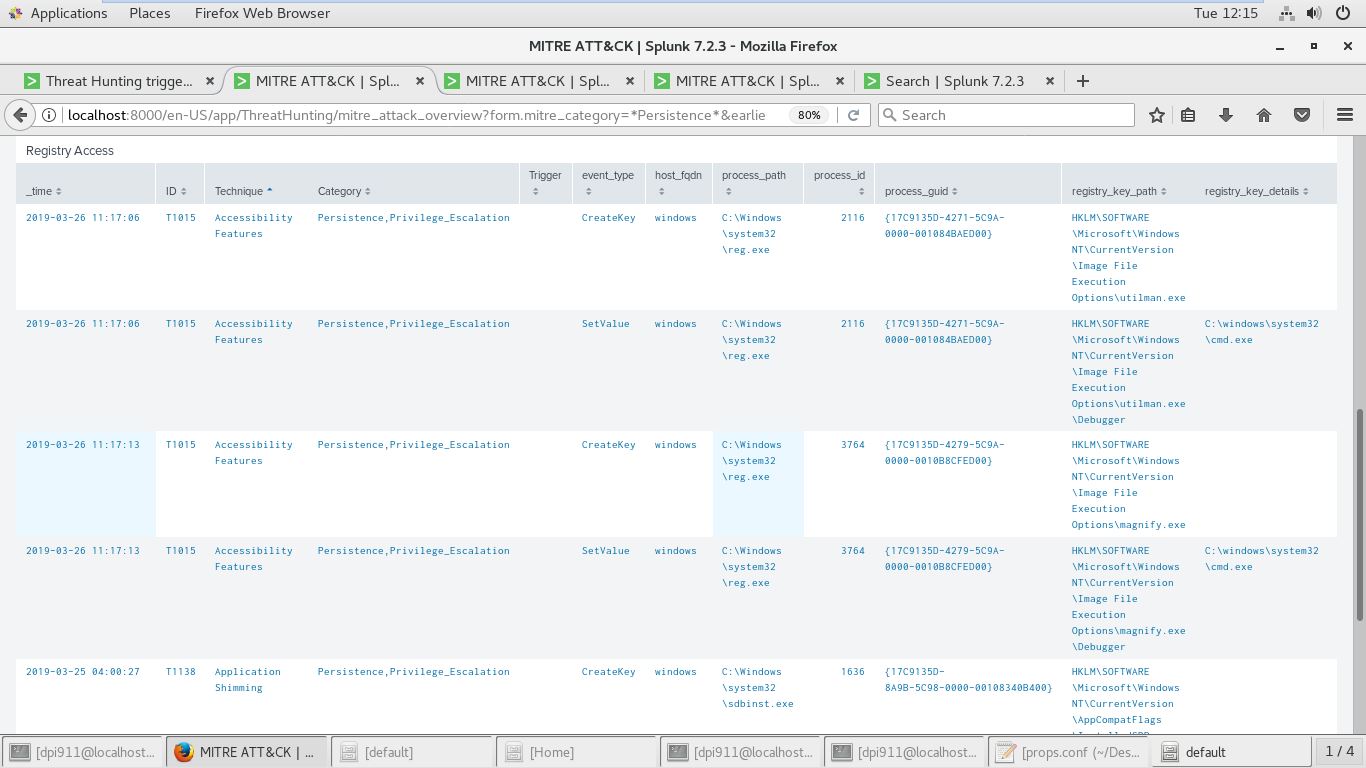 Applications Places Firefox Web Browser Tue 12:15
MITRE ATT&CK | Splunk 7.2.3 - Mozilla Firefox
Threat Hunting trigge... MITRE ATT&CK | Spl... MITRE ATT&CK | Spl... MITRE ATT&CK | Spl... Search | Splunk 7.2.3
localhost:8000/en-US/app/ThreatHunting/mitre_attack_overview?form.mitre_category=*Persistence*&earlie 80% Search
Registry Access
_time ID Technique Category Trigger event_type host_fqdn process_path process_id process_guid registry_key_path registry_key_details
2019-03-26 11:17:06 T1015 Accessibility Persistence,Privilege_Escalation CreateKey windows C:\Windows 2116 {17C9135D-4271-5C9A- HKLM\SOFTWARE
Features \system32 0000-001084BAED00} \Microsoft\Windows
\reg.exe NT\CurrentVersion
\Image File
Execution
Options\utilman.exe
2019-03-26 11:17:06 T1015 Accessibility Persistence,Privilege_Escalation SetValue windows C:\Windows 2116 {17C9135D-4271-5C9A- HKLM\SOFTWARE C:\windows\system32
Features \system32 0000-001084BAED00} \Microsoft\Windows \cmd.exe
\reg.exe NT\CurrentVersion
\Image File
Execution
Options\utilman.exe
\Debugger
2019-03-26 11:17:13 T1015 Accessibility Persistence,Privilege_Escalation CreateKey windows C:\Windows 3764 {17C9135D-4279-5C9A- HKLM\SOFTWARE
Features \system32 0000-0010B8CFED00} \Microsoft\Windows
\reg.exe NT\CurrentVersion
\Image File
Execution
Options\magnify.exe
2019-03-26 11:17:13 T1015 Accessibility Persistence,Privilege_Escalation SetValue windows C:\Windows 3764 {17C9135D-4279-5C9A- HKLM\SOFTWARE C:\windows\system32
Features \system32 0000-0010B8CFED00} \Microsoft\Windows \cmd.exe
\reg.exe NT\CurrentVersion
\Image File
Execution
Options\magnify.exe
\Debugger
2019-03-25 04:00:27 T1138 Application Persistence,Privilege_Escalation CreateKey windows C:\Windows 1636 {17C9135D- HKLM\SOFTWARE
Shimming \system32 8A9B-5C98-0000-00108340B400} \Microsoft\Windows
\sdbinst.exe NT\CurrentVersion
\AppCompatFlags
[dpi911@localhost... MITRE ATT&CK | ... [default] [Home] [dpi911@localhost... [dpi911@localhost... [props.conf (~/Des... default 1 / 4